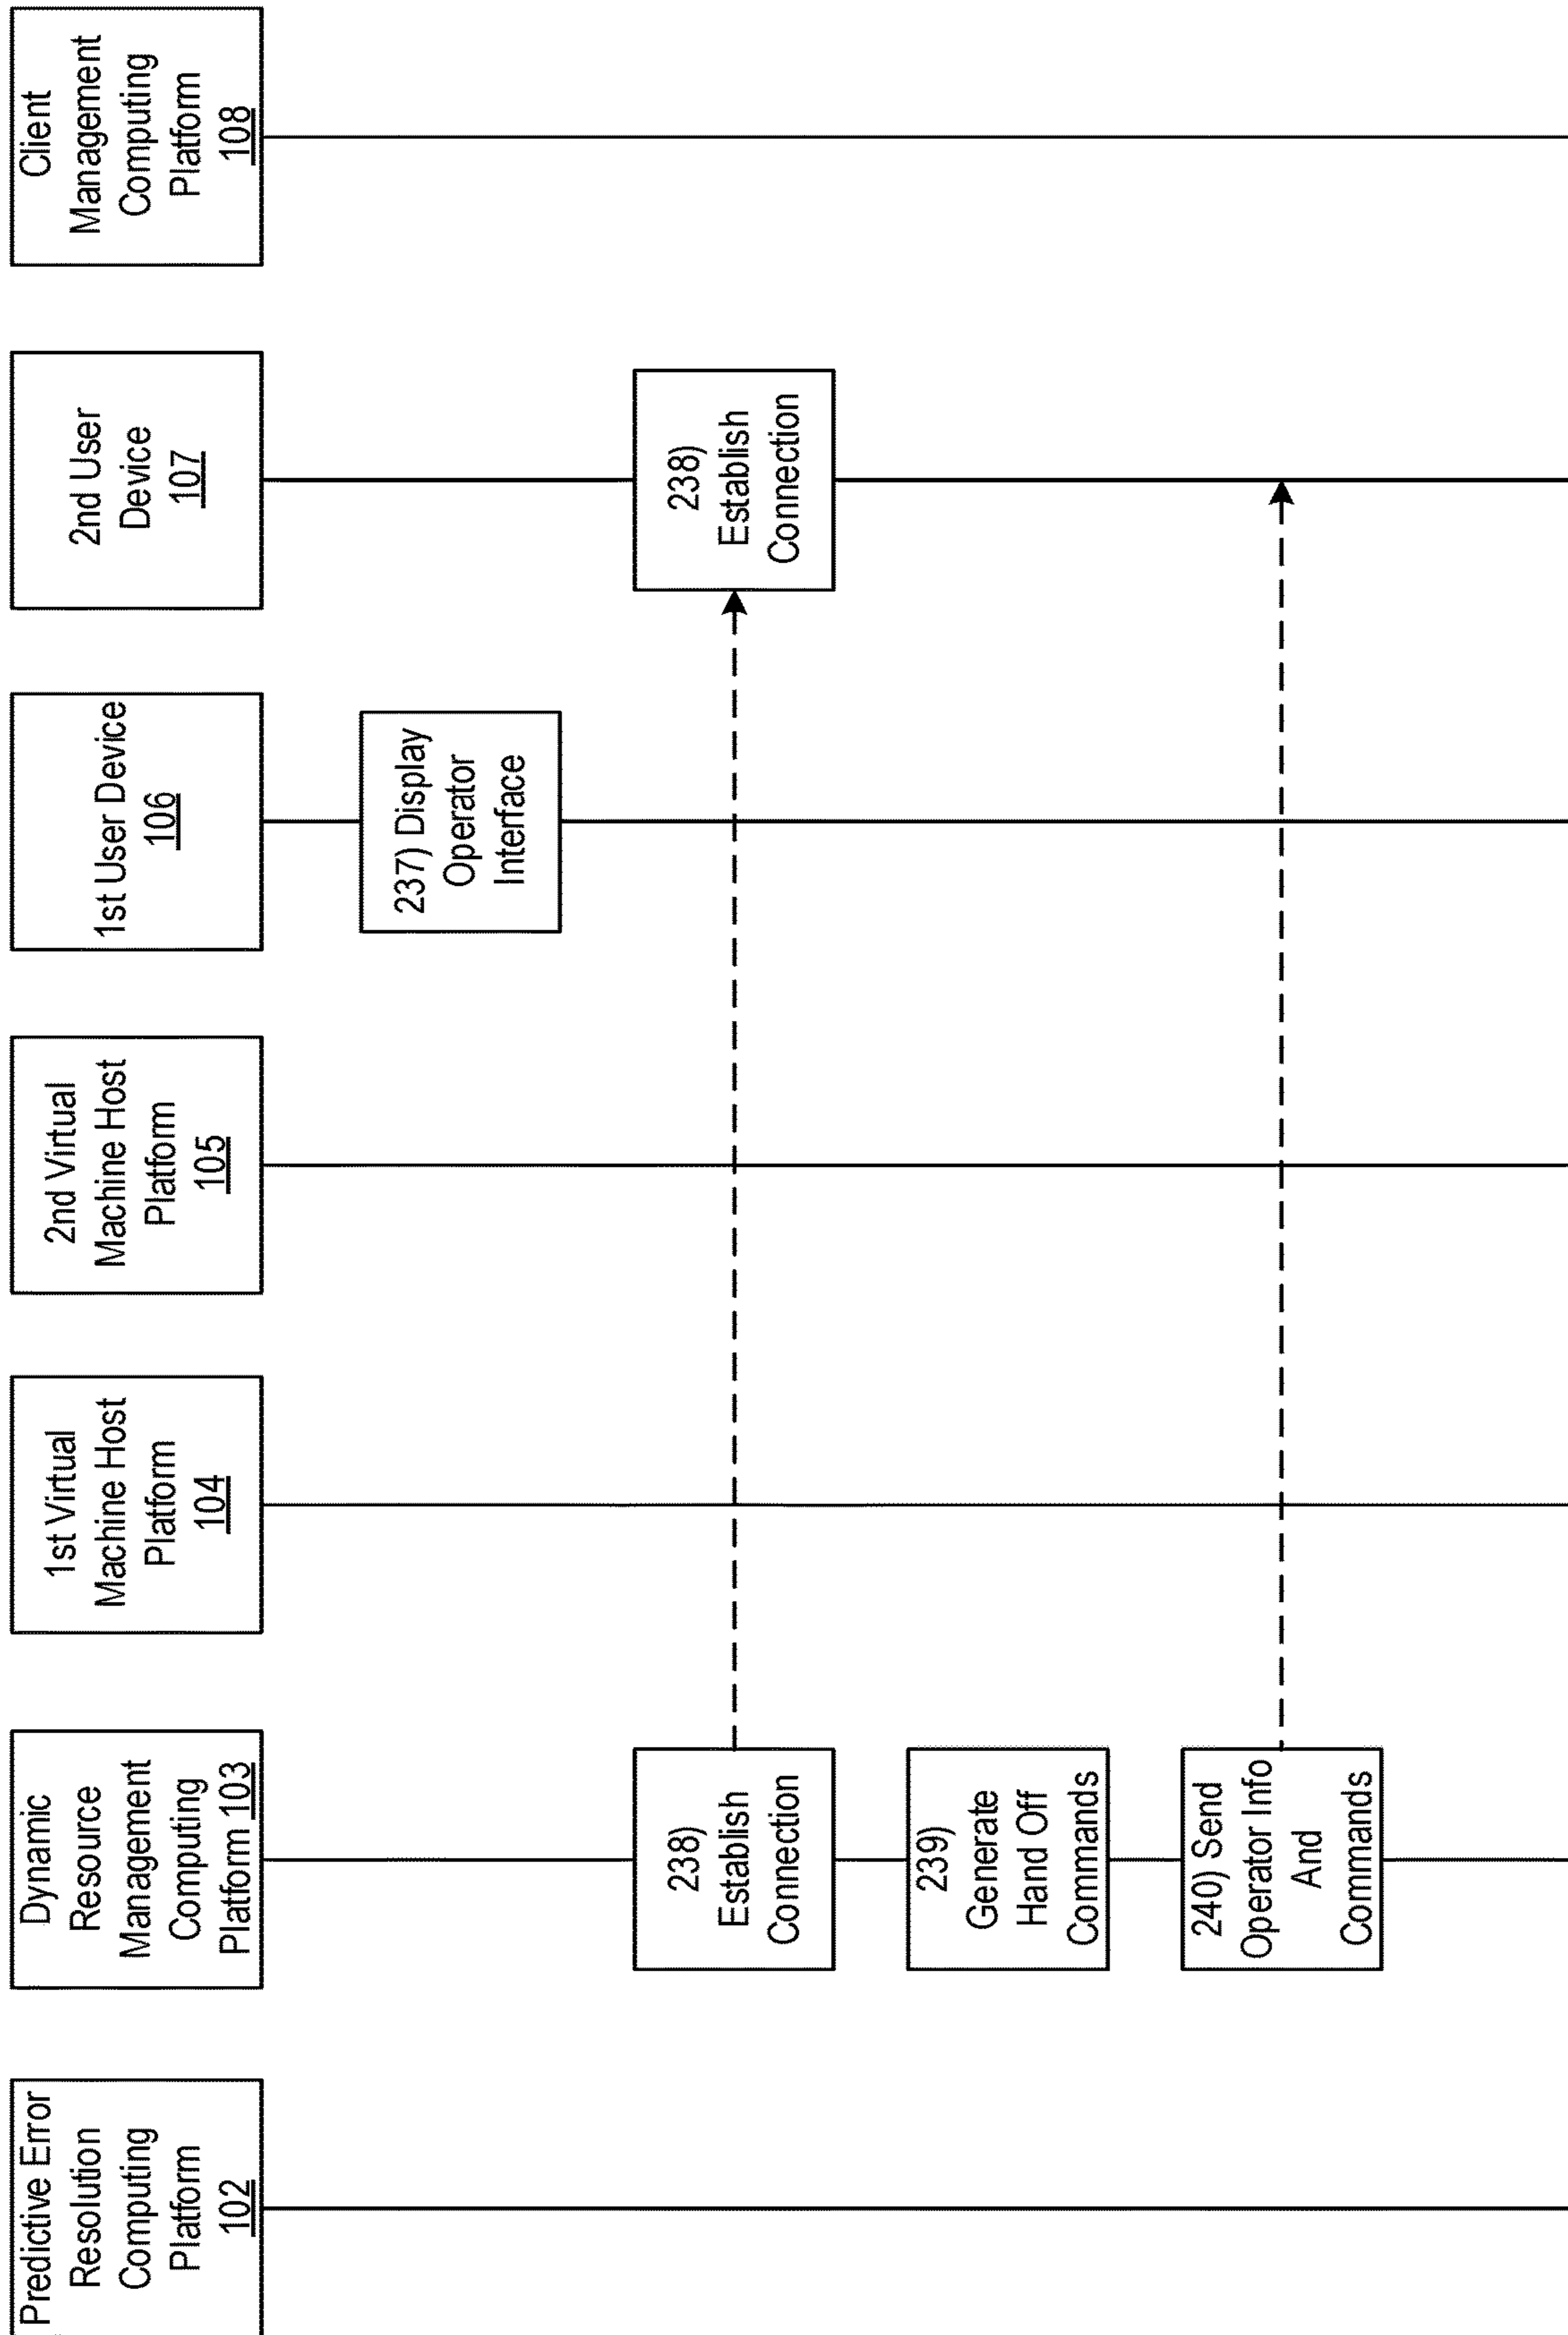 Predictive Error
Resolution
Computing
Platform
102
Dynamic
Resource
Management
Computing
Platform 103
1st Virtual
Machine Host
Platform
104
2nd Virtual
Machine Host
Platform
105
1st User Device
106
2nd User
Device
107
Client
Management
Computing
Platform
108
237) Display
Operator
Interface
238)
Establish
Connection
238)
Establish
Connection
239)
Generate
Hand Off
Commands
240) Send
Operator Info
And
Commands